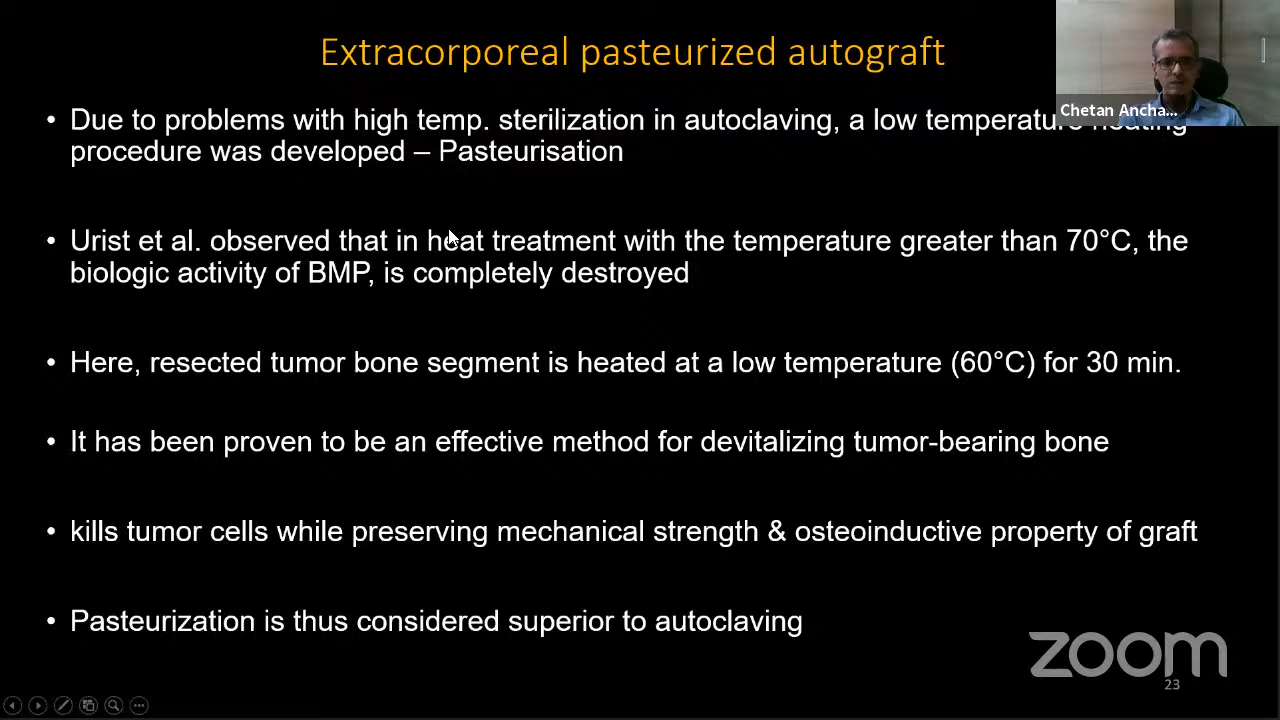 Extracorporeal pasteurized autograft
Chetan Ancha...
• Due to problems with high temp. sterilization in autoclaving, a low temperature heating
procedure was developed – Pasteurisation
• Urist et al. observed that in heat treatment with the temperature greater than 70°C, the
biologic activity of BMP, is completely destroyed
• Here, resected tumor bone segment is heated at a low temperature (60°C) for 30 min.
• It has been proven to be an effective method for devitalizing tumor-bearing bone
• kills tumor cells while preserving mechanical strength & osteoinductive property of graft
• Pasteurization is thus considered superior to autoclaving
zoom
23